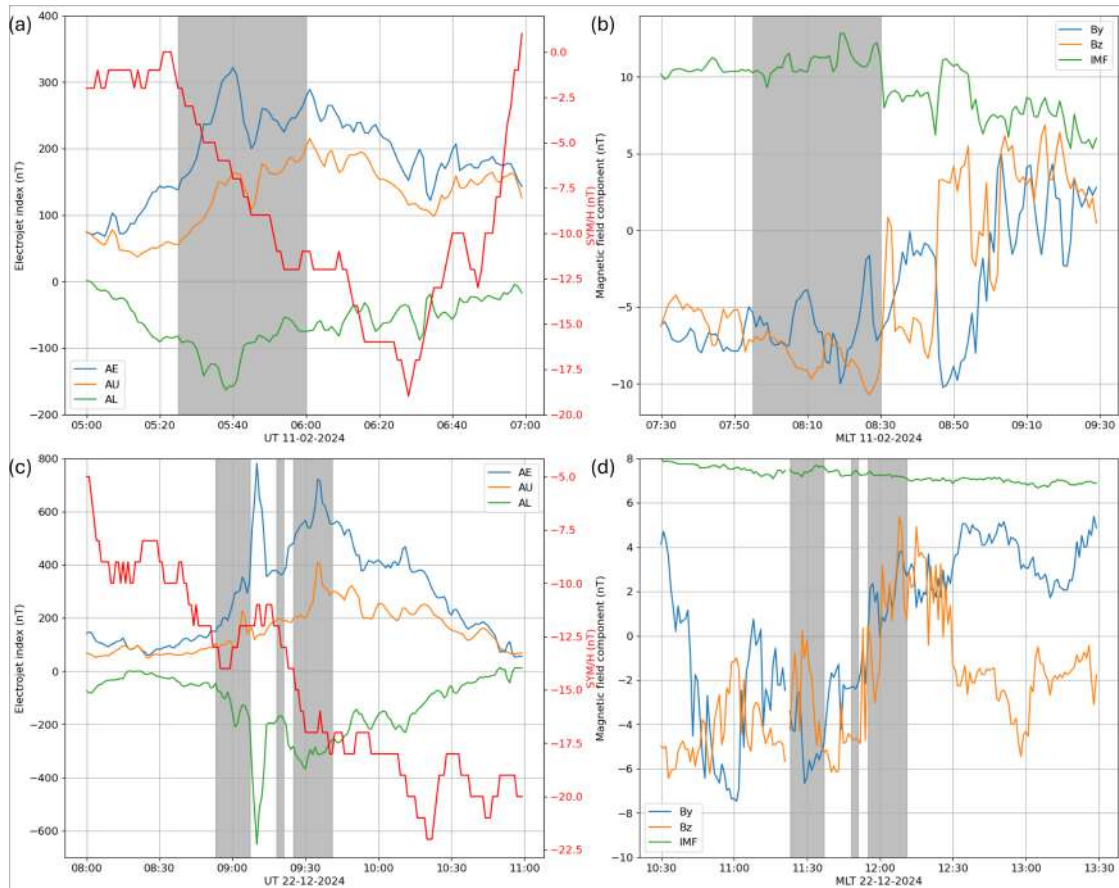 (a)
400
300
200
100
0
−100
−200
Electrojet index (nT)
0.0
−2.5
−5.0
−7.5
−10.0
−12.5
−15.0
−17.5
−20.0
SYM/H (nT)
AE
AU
AL
05:00 05:20 05:40 06:00 06:20 06:40 07:00
UT 11-02-2024
(b)
10
5
0
−5
−10
Magnetic field component (nT)
By
Bz
IMF
07:30 07:50 08:10 08:30 08:50 09:10 09:30
MLT 11-02-2024
(c)
800
600
400
200
0
−200
−400
−600
Electrojet index (nT)
−5.0
−7.5
−10.0
−12.5
−15.0
−17.5
−20.0
−22.5
SYM/H (nT)
AE
AU
AL
08:00 08:30 09:00 09:30 10:00 10:30 11:00
UT 22-12-2024
(d)
8
6
4
2
0
−2
−4
−6
−8
−10
Magnetic field component (nT)
By
Bz
IMF
10:30 11:00 11:30 12:00 12:30 13:00 13:30
MLT 22-12-2024